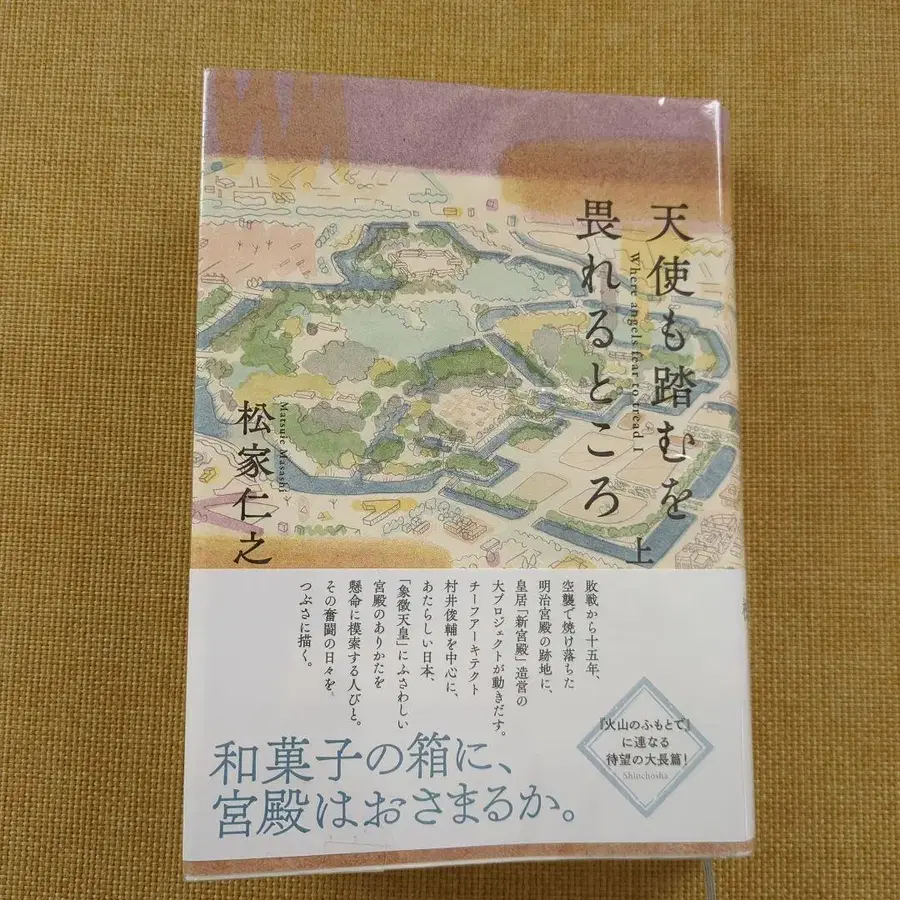 天使も踏むを
畏れるところ
上
Where angels fear to tread I
松家仁之
Matsuie Masashi
敗戦から十五年、
空襲で焼け落ちた
明治宮殿の跡地に、
皇居「新宮殿」造営の
大プロジェクトが動きだす。
チーフアーキテクト
村井俊輔を中心に、
あたらしい日本、
「象徴天皇」にふさわしい
宮殿のありかたを
懸命に模索する人びと。
その奮闘の日々を
つぶさに描く。
『火山のふもとで』
に連なる
待望の大長篇！
Shinchosha
和菓子の箱に、
宮殿はおさまるか。